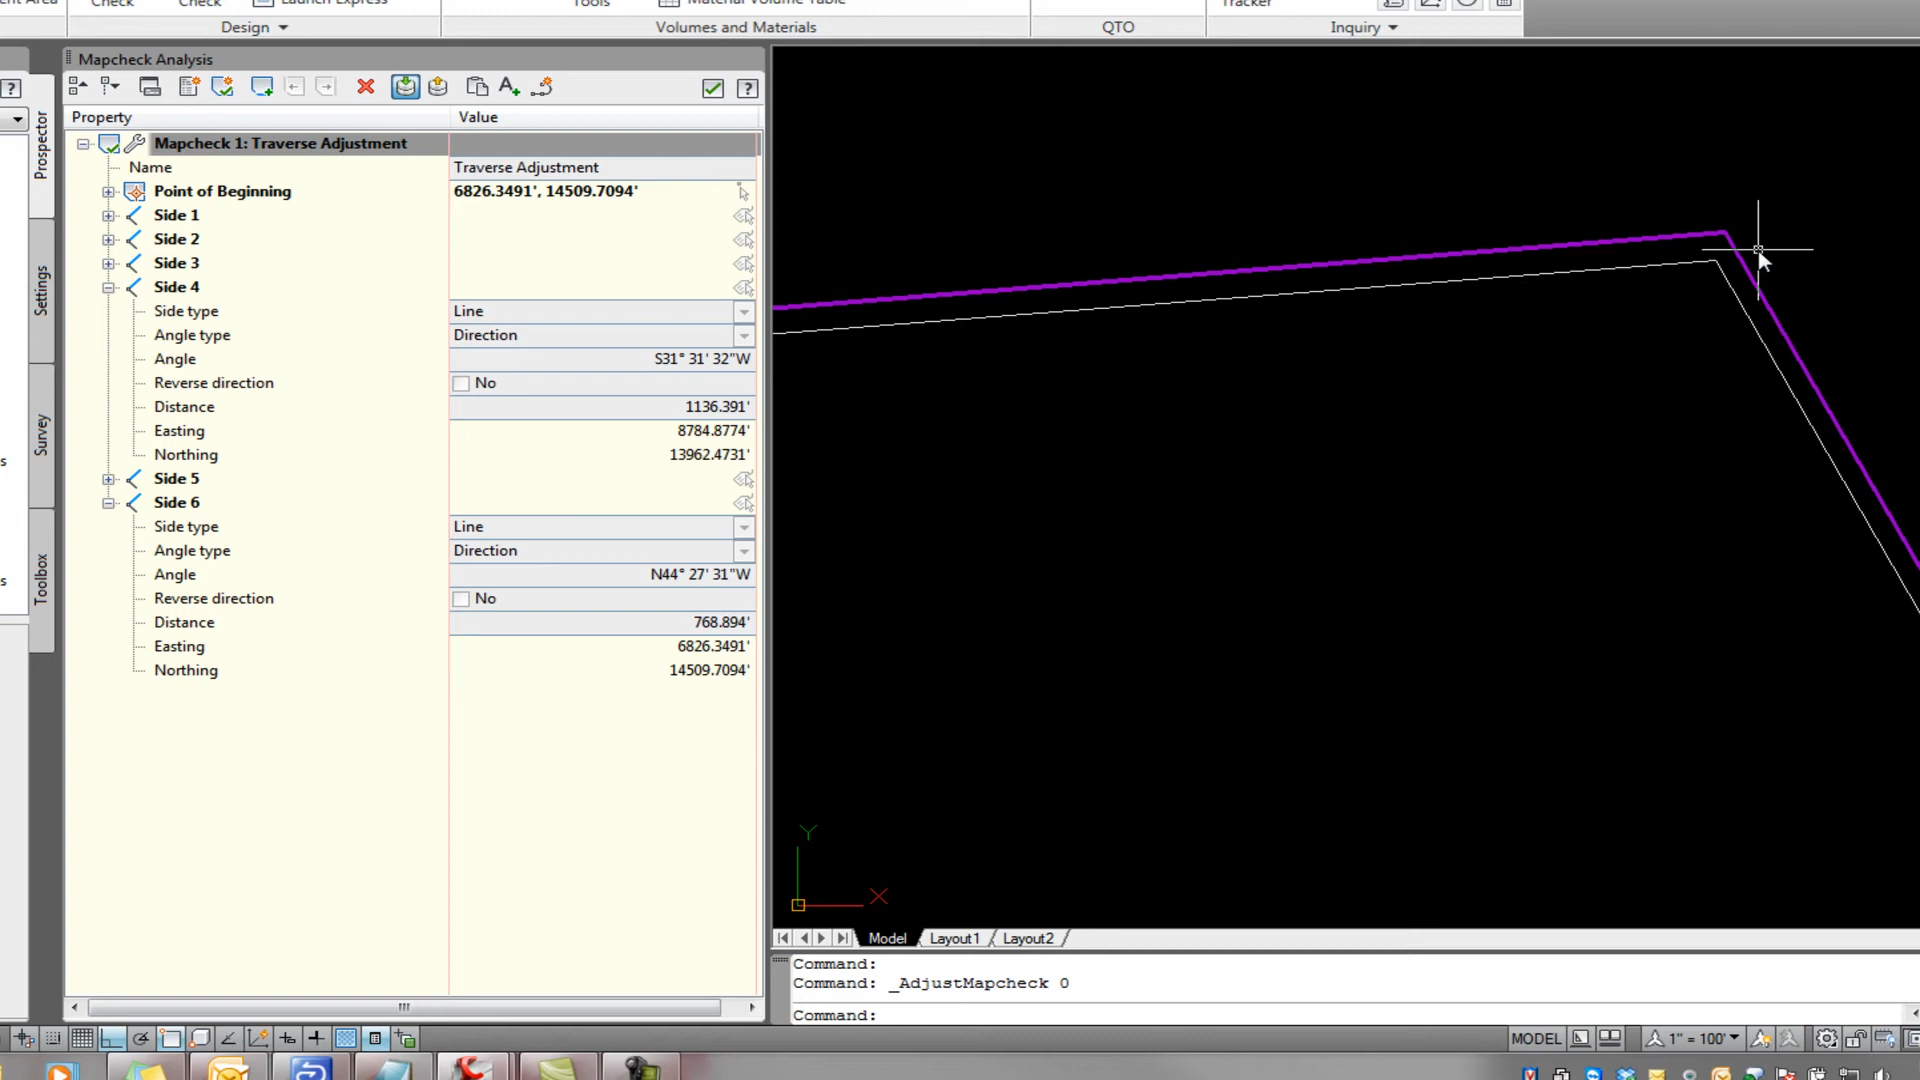 Check Check Launch Express Tools Material Volume Table Tracker
Design Volumes and Materials QTO Inquiry
Mapcheck Analysis
Property Value
Mapcheck 1: Traverse Adjustment
Name Traverse Adjustment
Point of Beginning 6826.3491', 14509.7094'
Side 1
Side 2
Side 3
Side 4
Side type Line
Angle type Direction
Angle S31° 31' 32"W
Reverse direction No
Distance 1136.391'
Easting 8784.8774'
Northing 13962.4731'
Side 5
Side 6
Side type Line
Angle type Direction
Angle N44° 27' 31"W
Reverse direction No
Distance 768.894'
Easting 6826.3491'
Northing 14509.7094'
Prospector
Settings
Survey
Toolbox
Y
X
Model Layout1 Layout2
Command:
Command: _AdjustMapcheck 0
Command:
MODEL 1" = 100'